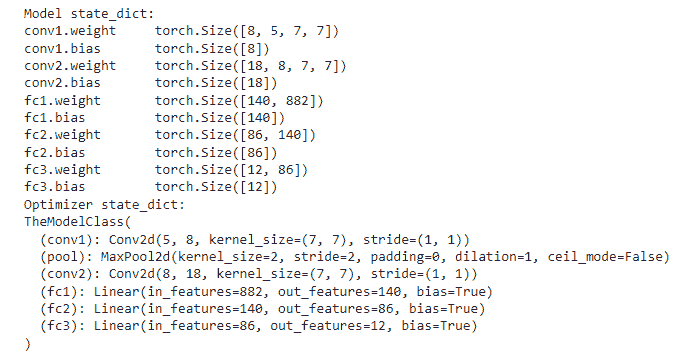 Model state_dict:
conv1.weight     torch.Size([8, 5, 7, 7])
conv1.bias       torch.Size([8])
conv2.weight     torch.Size([18, 8, 7, 7])
conv2.bias       torch.Size([18])
fc1.weight       torch.Size([140, 882])
fc1.bias         torch.Size([140])
fc2.weight       torch.Size([86, 140])
fc2.bias         torch.Size([86])
fc3.weight       torch.Size([12, 86])
fc3.bias         torch.Size([12])
Optimizer state_dict:
TheModelClass(
  (conv1): Conv2d(5, 8, kernel_size=(7, 7), stride=(1, 1))
  (pool): MaxPool2d(kernel_size=2, stride=2, padding=0, dilation=1, ceil_mode=False)
  (conv2): Conv2d(8, 18, kernel_size=(7, 7), stride=(1, 1))
  (fc1): Linear(in_features=882, out_features=140, bias=True)
  (fc2): Linear(in_features=140, out_features=86, bias=True)
  (fc3): Linear(in_features=86, out_features=12, bias=True)
)